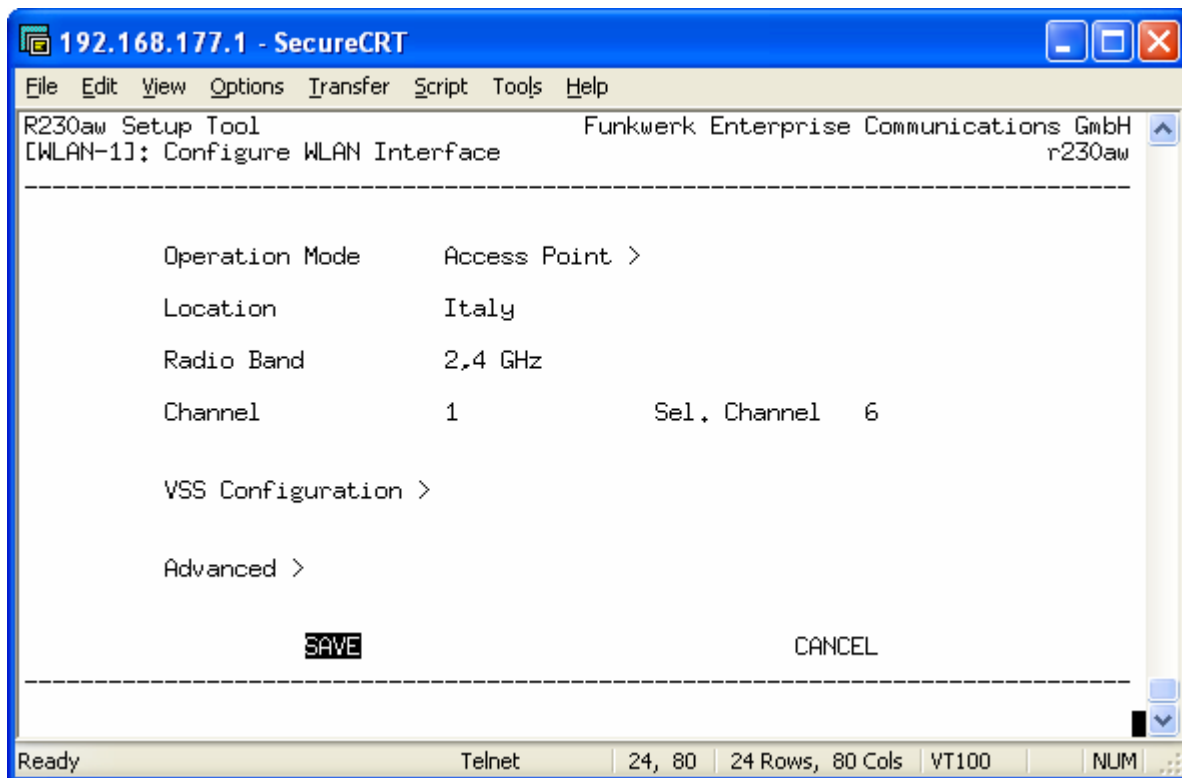 192.168.177.1 - SecureCRT
File Edit View Options Transfer Script Tools Help
R230aw Setup Tool Funkwerk Enterprise Communications GmbH
[WLAN-1]: Configure WLAN Interface r230aw
Operation Mode Access Point >
Location Italy
Radio Band 2,4 GHz
Channel 1 Sel. Channel 6
VSS Configuration >
Advanced >
SAVE CANCEL
Ready Telnet 24, 80 24 Rows, 80 Cols VT100 NUM